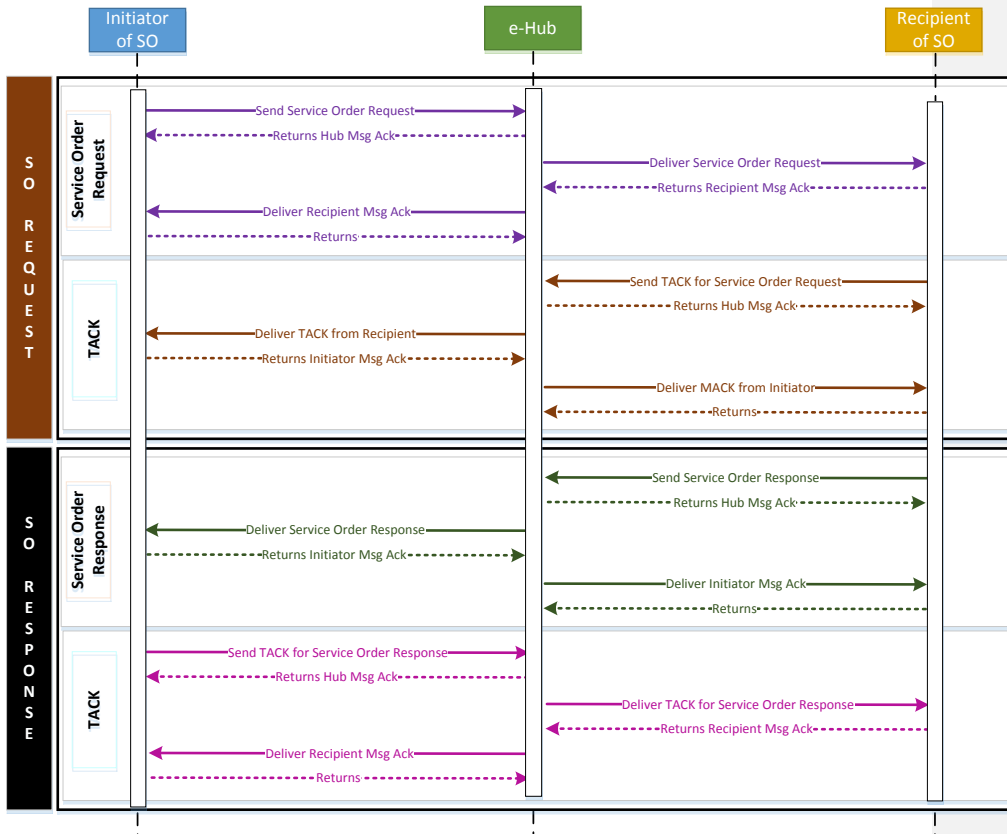 Initiator
of SO
e-Hub
Recipient
of SO
SO REQUEST
Service Order
Request
Send Service Order Request
Returns Hub Msg Ack
Deliver Service Order Request
Returns Recipient Msg Ack
Deliver Recipient Msg Ack
Returns
TACK
Send TACK for Service Order Request
Returns Hub Msg Ack
Deliver TACK from Recipient
Returns Initiator Msg Ack
Deliver MACK from Initiator
Returns
SO RESPONSE
Service Order
Response
Send Service Order Response
Returns Hub Msg Ack
Deliver Service Order Response
Returns Initiator Msg Ack
Deliver Initiator Msg Ack
Returns
TACK
Send TACK for Service Order Response
Returns Hub Msg Ack
Deliver TACK for Service Order Response
Returns Recipient Msg Ack
Deliver Recipient Msg Ack
Returns